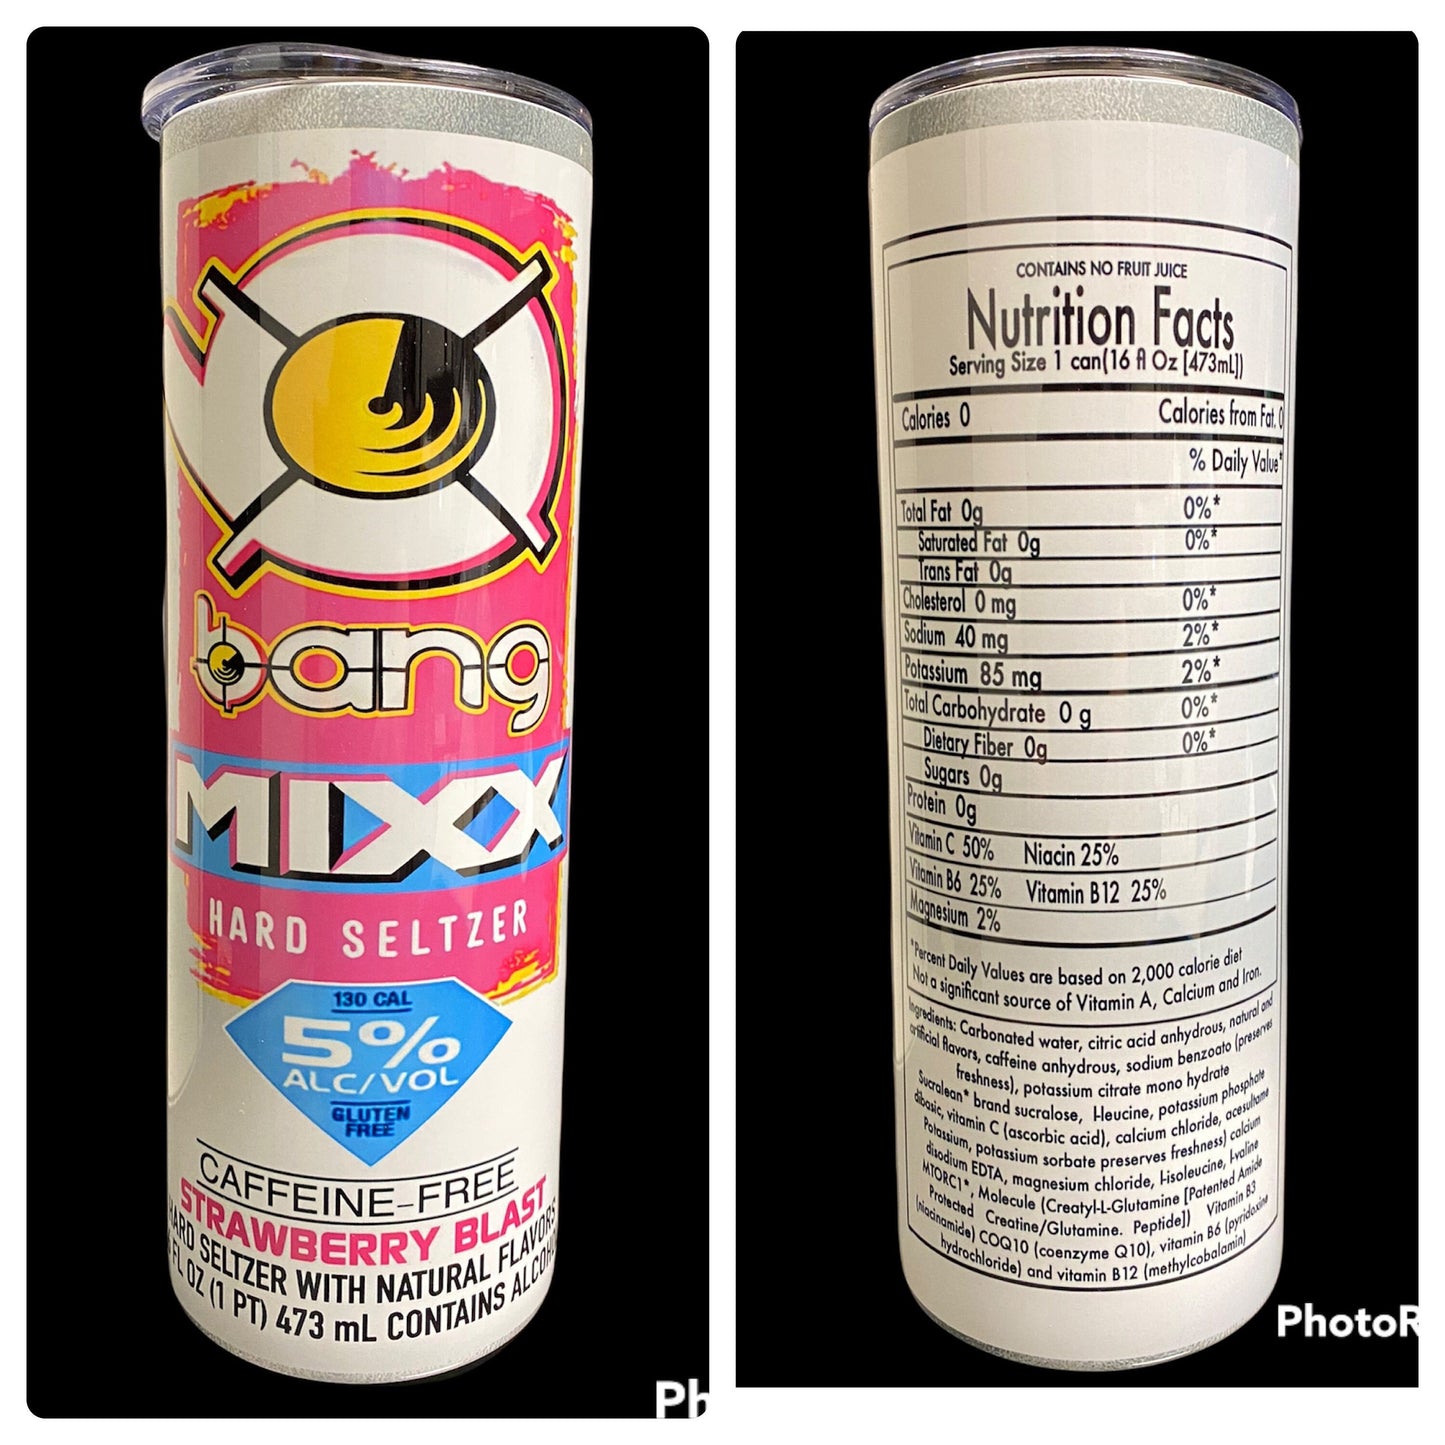 bang
MIXX
HARD SELTZER
130 CAL
5%
ALC/VOL
GLUTEN
FREE
CAFFEINE-FREE
STRAWBERRY BLAST
HARD SELTZER WITH NATURAL FLAVORS
FL OZ (1 PT) 473 mL CONTAINS ALCOHOL
Ph
CONTAINS NO FRUIT JUICE
Nutrition Facts
Serving Size 1 can(16 fl Oz [473mL])
Calories 0 Calories from Fat. 0
% Daily Value*
Total Fat 0g 0%*
Saturated Fat 0g 0%*
Trans Fat 0g
Cholesterol 0 mg 0%*
Sodium 40 mg 2%*
Potassium 85 mg 2%*
Total Carbohydrate 0 g 0%*
Dietary Fiber 0g 0%*
Sugars 0g
Protein 0g
Vitamin C 50% Niacin 25%
Vitamin B6 25% Vitamin B12 25%
Magnesium 2%
*Percent Daily Values are based on 2,000 calorie diet
Not a significant source of Vitamin A, Calcium and Iron.
Ingredients: Carbonated water, citric acid anhydrous, natural and
artificial flavors, caffeine anhydrous, sodium benzoato (preserves
freshness), potassium citrate mono hydrate
Sucralean* brand sucralose, l-leucine, potassium phosphate
dibasic, vitamin C (ascorbic acid), calcium chloride, acesultame
Potassium, potassium sorbate preserves freshness) calcium
disodium EDTA, magnesium chloride, l-isoleucine, l-valine
MTORC1*, Molecule (Creatyl-L-Glutamine [Patented Amide
Protected Creatine/Glutamine. Peptide]) Vitamin B3
(niacinamide) COQ10 (coenzyme Q10), vitamin B6 (pyridoxine
hydrochloride) and vitamin B12 (methylcobalamin)
PhotoR